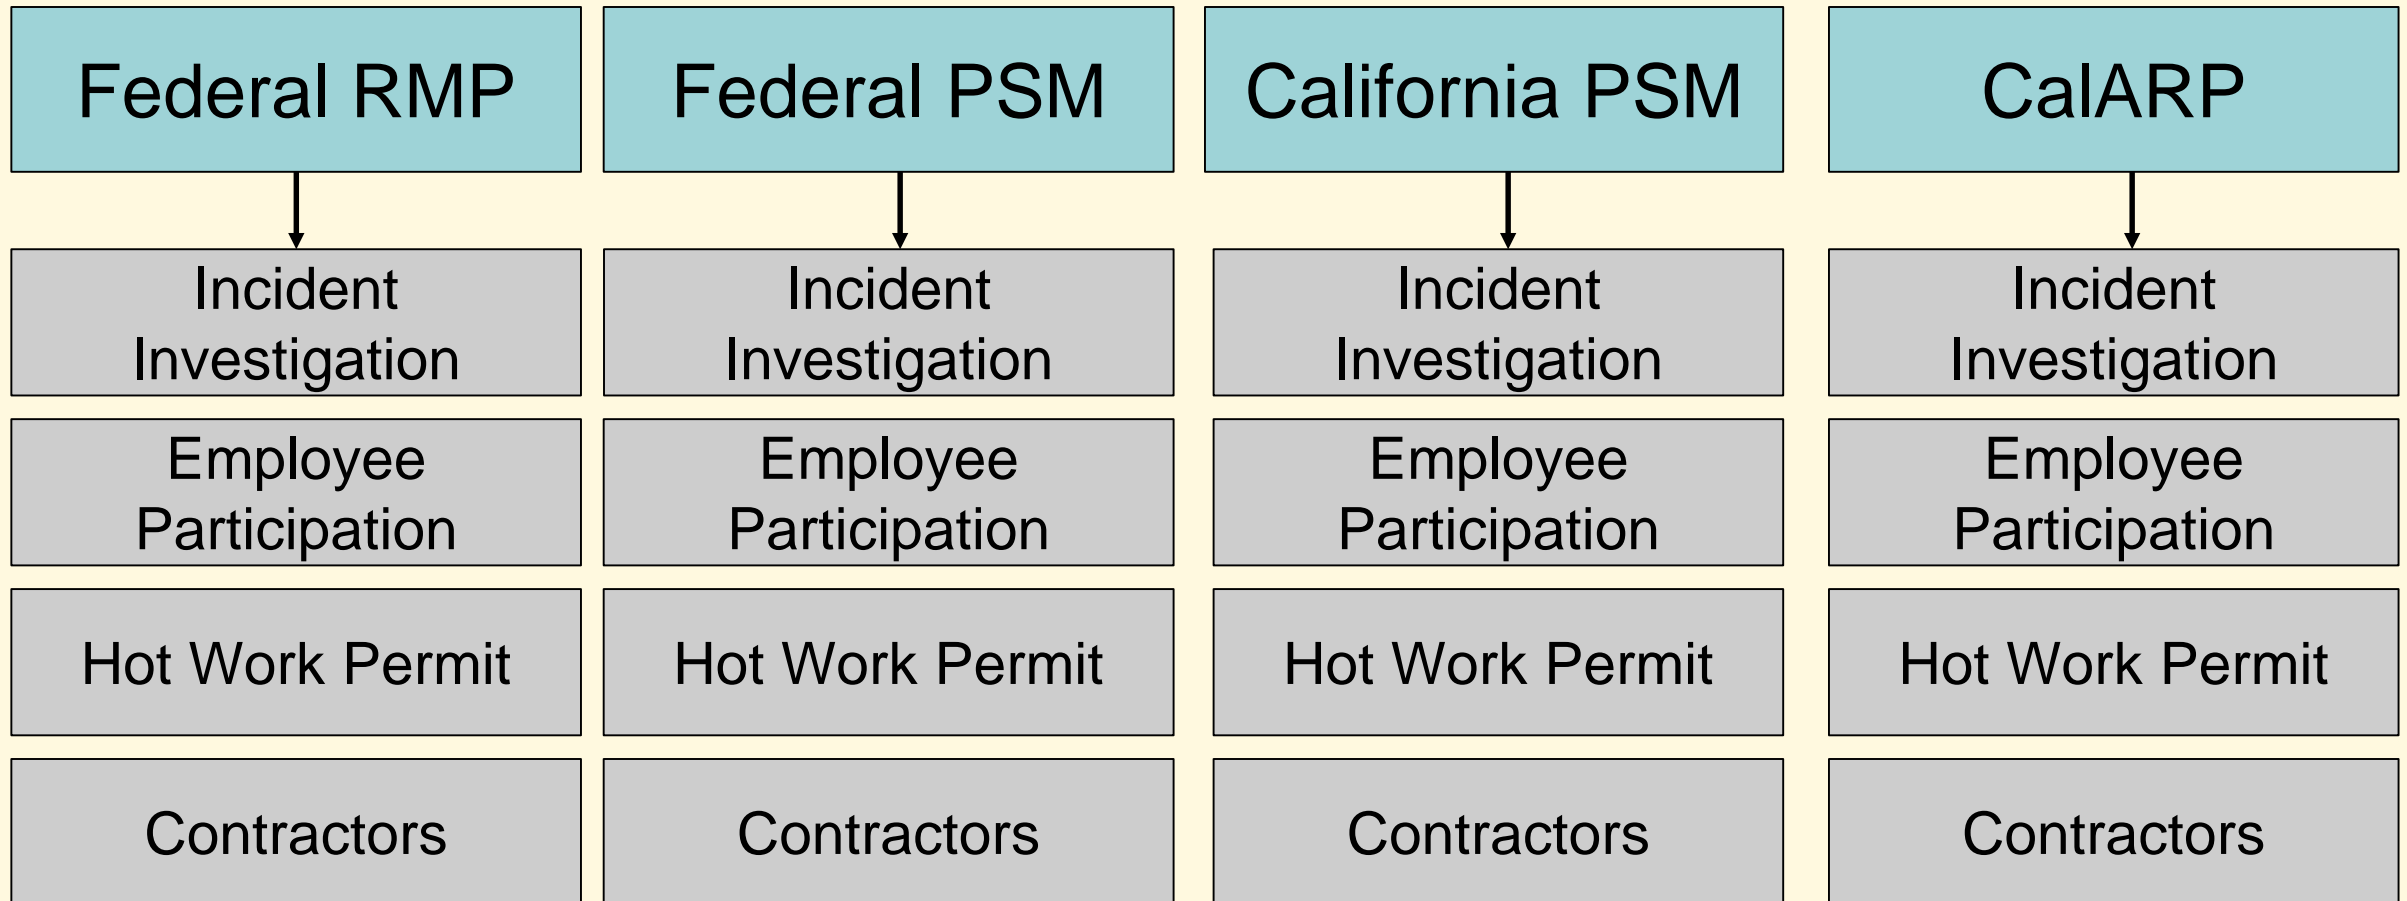 Federal RMP
Federal PSM
California PSM
CalARP
Incident
Investigation
Incident
Investigation
Incident
Investigation
Incident
Investigation
Employee
Participation
Employee
Participation
Employee
Participation
Employee
Participation
Hot Work Permit
Hot Work Permit
Hot Work Permit
Hot Work Permit
Contractors
Contractors
Contractors
Contractors